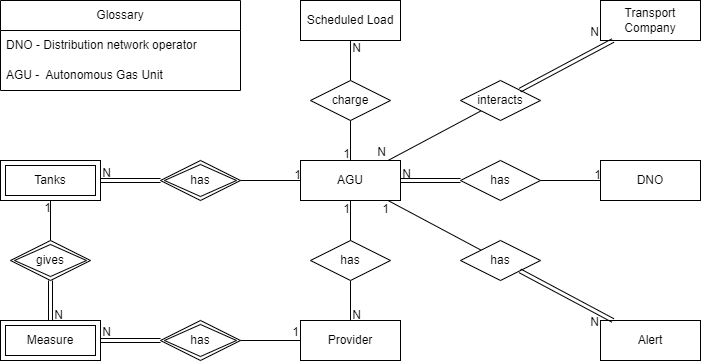 Glossary
DNO - Distribution network operator
AGU - Autonomous Gas Unit
Scheduled Load
Transport
Company
N
N
charge
interacts
1
N
Tanks
N
has
1
AGU
N
has
1
DNO
1
1
1
gives
has
has
N
N
N
Measure
N
has
1
Provider
Alert